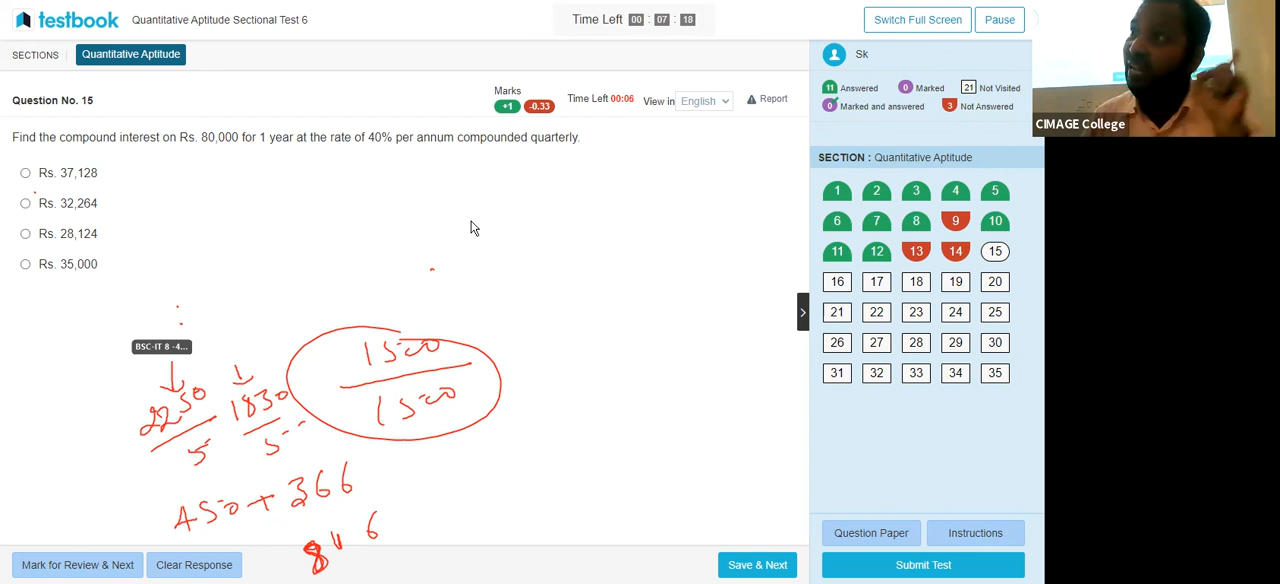 testbook Quantitative Aptitude Sectional Test 6 Time Left 00 : 07 : 18 Switch Full Screen Pause
SECTIONS Quantitative Aptitude
Sk
Question No. 15 Marks +1 -0.33 Time Left 00:06 View in English Report
11 Answered 0 Marked 21 Not Visited
0 Marked and answered 3 Not Answered
CIMAGE College
Find the compound interest on Rs. 80,000 for 1 year at the rate of 40% per annum compounded quarterly.
Rs. 37,128
Rs. 32,264
Rs. 28,124
Rs. 35,000
SECTION : Quantitative Aptitude
1 2 3 4 5
6 7 8 9 10
11 12 13 14 15
16 17 18 19 20
21 22 23 24 25
26 27 28 29 30
31 32 33 34 35
BSC-IT 8 -4...
2250 1830 1500
5 5 1500
450 + 366
816
Question Paper Instructions
Mark for Review & Next Clear Response Save & Next Submit Test